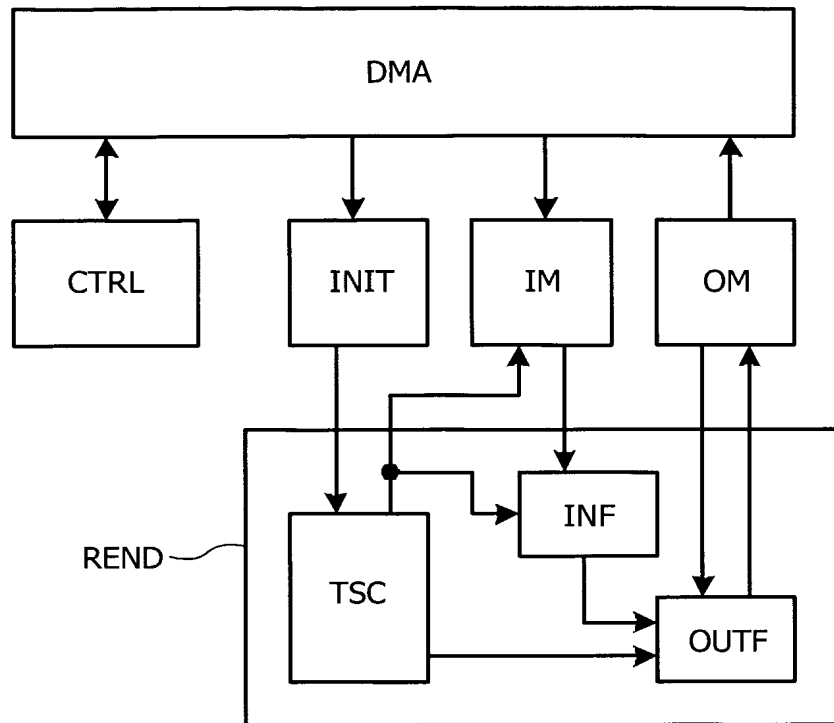 DMA
CTRL
INIT
IM
OM
INF
REND
TSC
OUTF